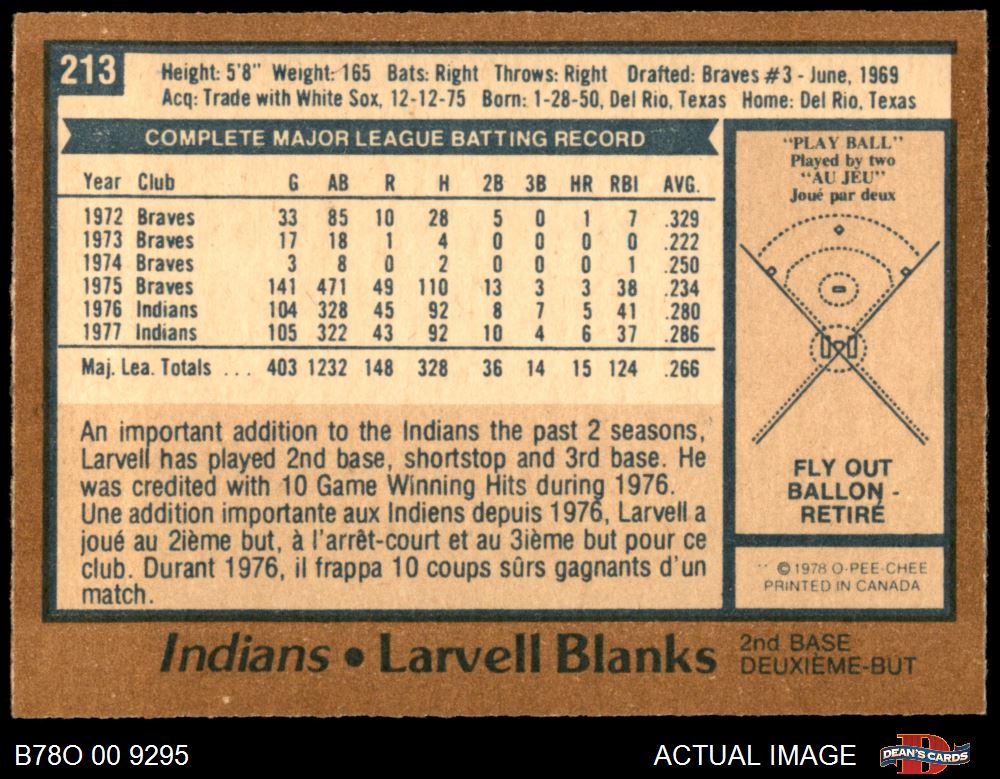 213
Height: 5'8" Weight: 165 Bats: Right Throws: Right Drafted: Braves #3 - June, 1969
Acq: Trade with White Sox, 12-12-75 Born: 1-28-50, Del Rio, Texas Home: Del Rio, Texas
COMPLETE MAJOR LEAGUE BATTING RECORD
Year Club G AB R H 2B 3B HR RBI AVG.
1972 Braves 33 85 10 28 5 0 1 7 .329
1973 Braves 17 18 1 4 0 0 0 0 .222
1974 Braves 3 8 0 2 0 0 0 1 .250
1975 Braves 141 471 49 110 13 3 3 38 .234
1976 Indians 104 328 45 92 8 7 5 41 .280
1977 Indians 105 322 43 92 10 4 6 37 .286
Maj. Lea. Totals ... 403 1232 148 328 36 14 15 124 .266
An important addition to the Indians the past 2 seasons,
Larvell has played 2nd base, shortstop and 3rd base. He
was credited with 10 Game Winning Hits during 1976.
Une addition importante aux Indiens depuis 1976, Larvell a
joué au 2ième but, à l'arrêt-court et au 3ième but pour ce
club. Durant 1976, il frappa 10 coups sûrs gagnants d'un
match.
"PLAY BALL"
Played by two
"AU JEU"
Joué par deux
FLY OUT
BALLON -
RETIRÉ
© 1978 O-PEE-CHEE
PRINTED IN CANADA
Indians • Larvell Blanks
2nd BASE
DEUXIÈME-BUT
B78O 00 9295
ACTUAL IMAGE
DEAN'S CARDS